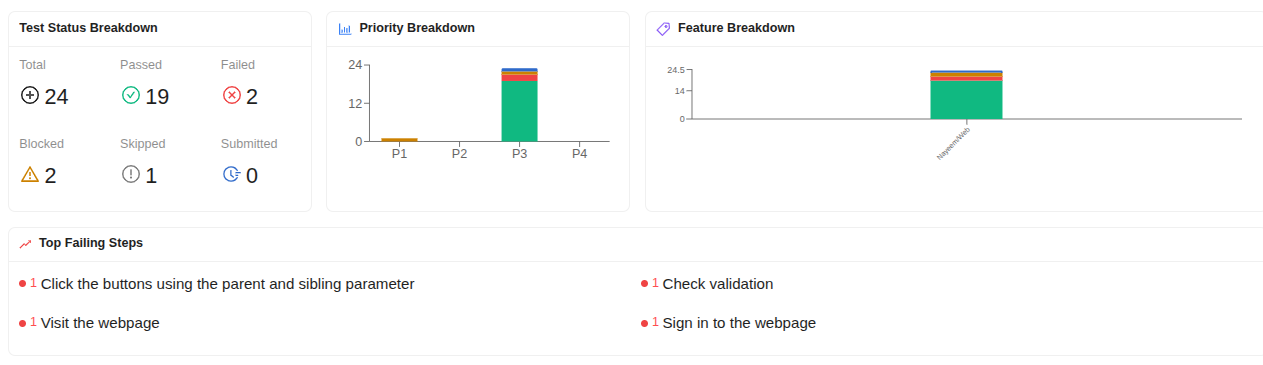 Test Status Breakdown
Total Passed Failed
24 19 2
Blocked Skipped Submitted
2 1 0
Priority Breakdown
24
12
0
P1 P2 P3 P4
Feature Breakdown
24.5
14
0
Nayeem/Web
Top Failing Steps
1 Click the buttons using the parent and sibling parameter
1 Check validation
1 Visit the webpage
1 Sign in to the webpage